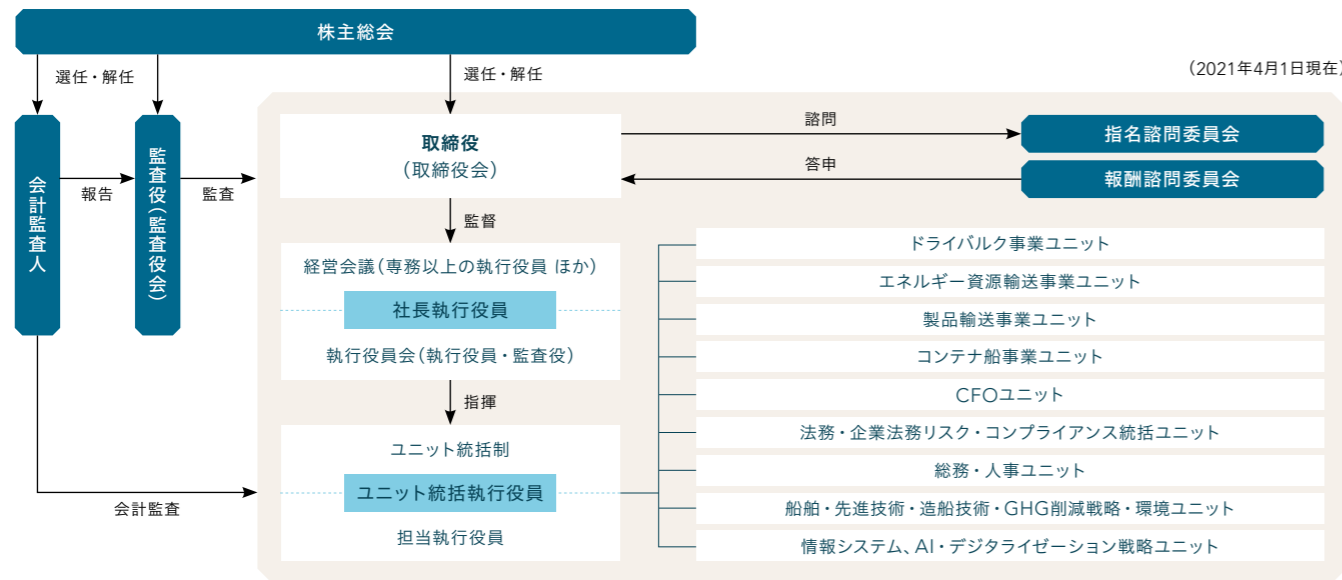 株主総会
選任・解任
選任・解任
(2021年4月1日現在)
会計監査人
報告
監査役(監査役会)
監査
取締役
(取締役会)
諮問
指名諮問委員会
答申
報酬諮問委員会
監督
経営会議(専務以上の執行役員 ほか)
社長執行役員
執行役員会(執行役員・監査役)
指揮
ユニット統括制
ユニット統括執行役員
担当執行役員
会計監査
ドライバルク事業ユニット
エネルギー資源輸送事業ユニット
製品輸送事業ユニット
コンテナ船事業ユニット
CFOユニット
法務・企業法務リスク・コンプライアンス統括ユニット
総務・人事ユニット
船舶・先進技術・造船技術・GHG削減戦略・環境ユニット
情報システム、AI・デジタライゼーション戦略ユニット